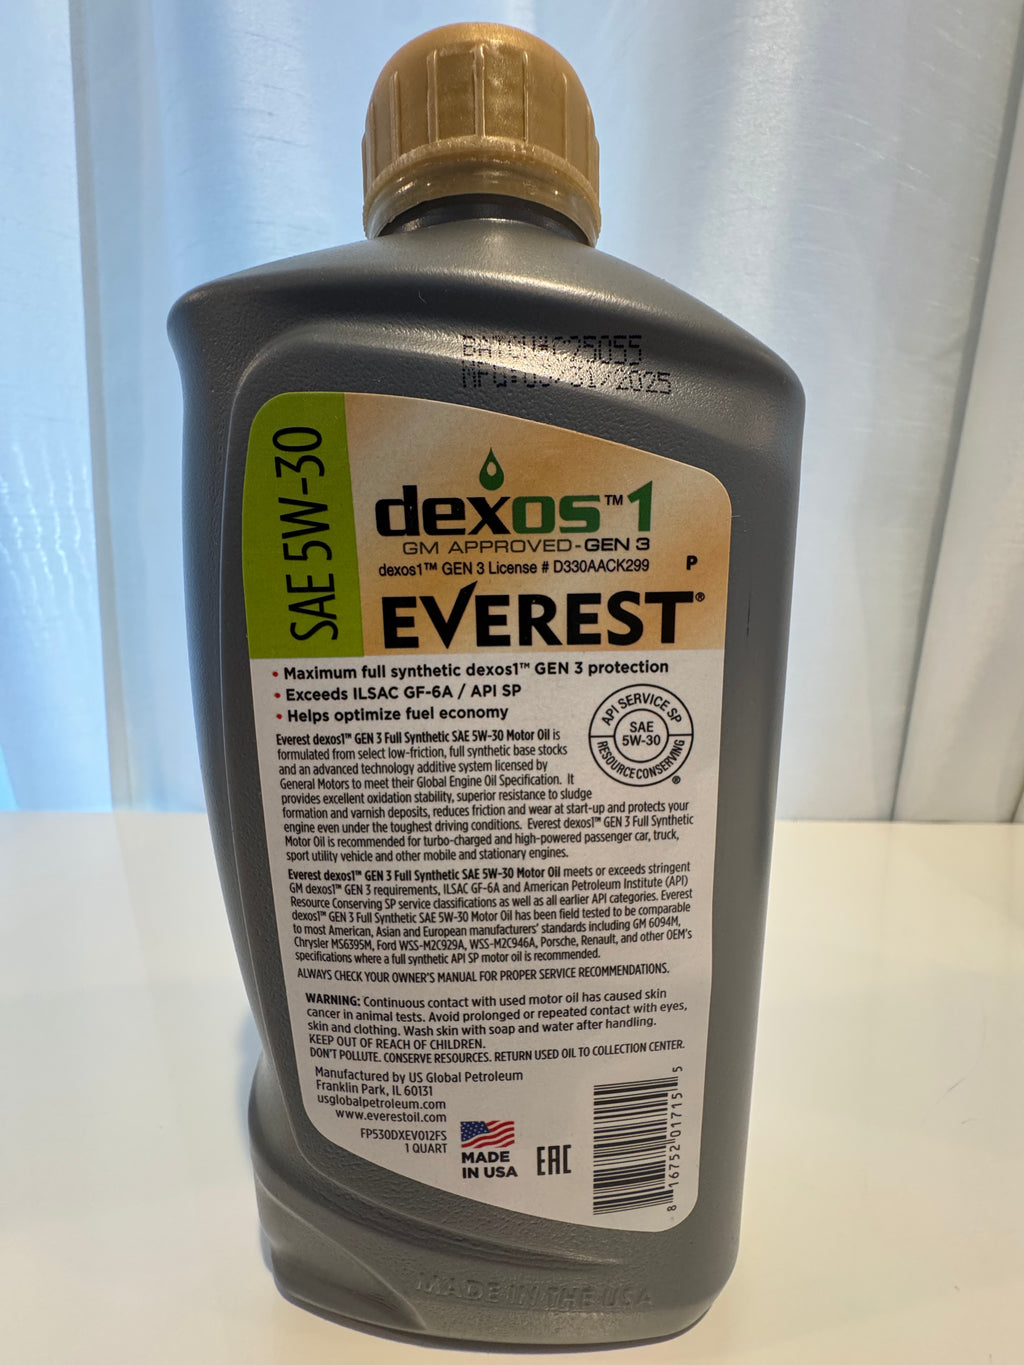 25055
/31/2025
SAE 5W-30
dexos™1
GM APPROVED-GEN 3
dexos1™ GEN 3 License # D330AACK299
P
EVEREST®
• Maximum full synthetic dexos1™ GEN 3 protection
• Exceeds ILSAC GF-6A / API SP
• Helps optimize fuel economy
API SERVICE SP
SAE
5W-30
RESOURCE CONSERVING
®
Everest dexos1™ GEN 3 Full Synthetic SAE 5W-30 Motor Oil is
formulated from select low-friction, full synthetic base stocks
and an advanced technology additive system licensed by
General Motors to meet their Global Engine Oil Specification. It
provides excellent oxidation stability, superior resistance to sludge
formation and varnish deposits, reduces friction and wear at start-up and protects your
engine even under the toughest driving conditions. Everest dexos1™ GEN 3 Full Synthetic
Motor Oil is recommended for turbo-charged and high-powered passenger car, truck,
sport utility vehicle and other mobile and stationary engines.
Everest dexos1™ GEN 3 Full Synthetic SAE 5W-30 Motor Oil meets or exceeds stringent
GM dexos1™ GEN 3 requirements, ILSAC GF-6A and American Petroleum Institute (API)
Resource Conserving SP service classifications as well as all earlier API categories. Everest
dexos1™ GEN 3 Full Synthetic SAE 5W-30 Motor Oil has been field tested to be comparable
to most American, Asian and European manufacturers' standards including GM 6094M,
Chrysler MS6395M, Ford WSS-M2C929A, WSS-M2C946A, Porsche, Renault, and other OEM's
specifications where a full synthetic API SP motor oil is recommended.
ALWAYS CHECK YOUR OWNER'S MANUAL FOR PROPER SERVICE RECOMMENDATIONS.
WARNING: Continuous contact with used motor oil has caused skin
cancer in animal tests. Avoid prolonged or repeated contact with eyes,
skin and clothing. Wash skin with soap and water after handling.
KEEP OUT OF REACH OF CHILDREN.
DON'T POLLUTE. CONSERVE RESOURCES. RETURN USED OIL TO COLLECTION CENTER.
Manufactured by US Global Petroleum
Franklin Park, IL 60131
usglobalpetroleum.com
www.everestoil.com
FP530DXEV012FS
1 QUART
MADE
IN USA
EAC
8 16752 01715 5
MADE IN THE USA